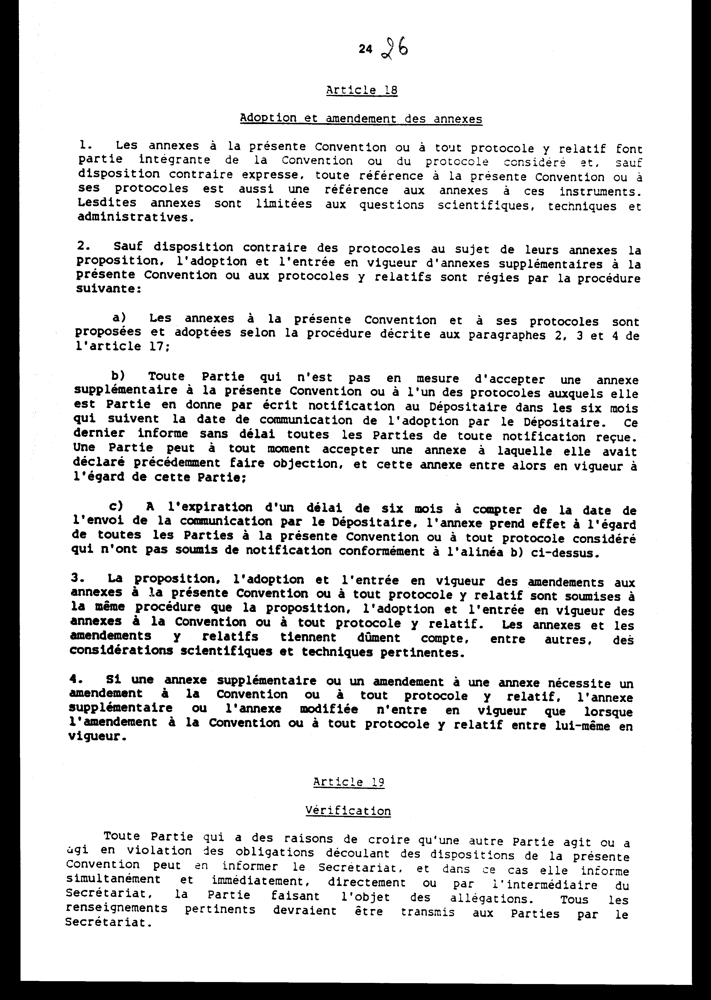 24 26
Article 18
Adoption et amendement des annexes
1. Les annexes à la présente Convention ou à tout protocole y relatif font
partie intégrante de la Convention ou du protocole considéré et, sauf
disposition contraire expresse, toute référence à la présente Convention ou à
ses protocoles est aussi une référence aux annexes à ces instruments.
Lesdites annexes sont limitées aux questions scientifiques, techniques et
administratives.
2. Sauf disposition contraire des protocoles au sujet de leurs annexes la
proposition, l'adoption et l'entrée en vigueur d'annexes supplémentaires à la
présente Convention ou aux protocoles y relatifs sont régies par la procédure
suivante:
a) Les annexes à la présente Convention et à ses protocoles sont
proposées et adoptées selon la procédure décrite aux paragraphes 2, 3 et 4 de
l'article 17;
b) Toute Partie qui n'est pas en mesure d'accepter une annexe
supplémentaire à la présente Convention ou à l'un des protocoles auxquels elle
est Partie en donne par écrit notification au Dépositaire dans les six mois
qui suivent la date de communication de l'adoption par le Dépositaire. Ce
dernier informe sans délai toutes les Parties de toute notification reçue.
Une Partie peut à tout moment accepter une annexe à laquelle elle avait
déclaré précédemment faire objection, et cette annexe entre alors en vigueur à
l'égard de cette Partie;
c) A l'expiration d'un délai de six mois à compter de la date de
l'envoi de la communication par le Dépositaire, l'annexe prend effet à l'égard
de toutes les Parties à la présente Convention ou à tout protocole considéré
qui n'ont pas soumis de notification conformément à l'alinéa b) ci-dessus.
3. La proposition, l'adoption et l'entrée en vigueur des amendements aux
annexes à la présente Convention ou à tout protocole y relatif sont soumises à
la même procédure que la proposition, l'adoption et l'entrée en vigueur des
annexes à la Convention ou à tout protocole y relatif. Les annexes et les
amendements y relatifs tiennent dûment compte, entre autres, des
considérations scientifiques et techniques pertinentes.
4. Si une annexe supplémentaire ou un amendement à une annexe nécessite un
amendement à la Convention ou à tout protocole y relatif, l'annexe
supplémentaire ou l'annexe modifiée n'entre en vigueur que lorsque
l'amendement à la Convention ou à tout protocole y relatif entre lui-même en
vigueur.
Article 19
Vérification
Toute Partie qui a des raisons de croire qu'une autre Partie agit ou a
agi en violation des obligations découlant des dispositions de la présente
Convention peut en informer le Secrétariat, et dans ce cas elle informe
simultanément et immédiatement, directement ou par l'intermédiaire du
Secrétariat, la Partie faisant l'objet des allégations. Tous les
renseignements pertinents devraient être transmis aux Parties par le
Secrétariat.